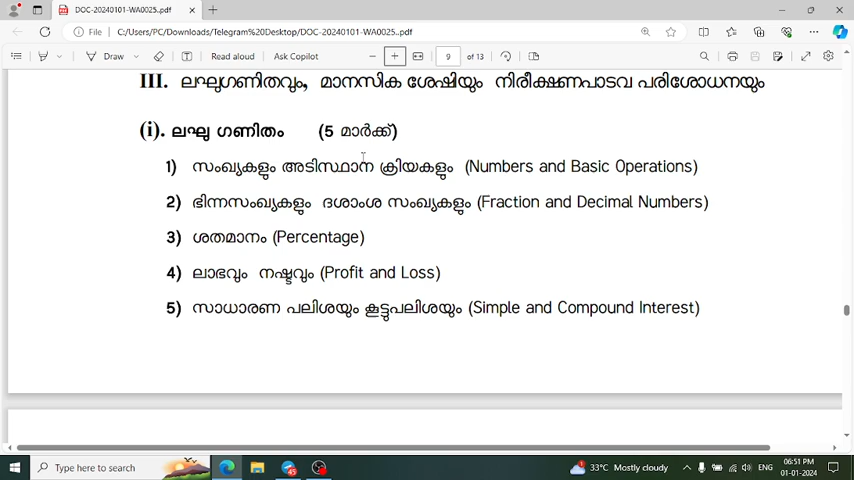 DOC-20240101-WA0025.pdf
File
C:/Users/PC/Downloads/Telegram%20Desktop/DOC-20240101-WA0025.pdf
Draw
Read aloud
Ask Copilot
9 of 13
III. ലഘുഗണിതവും, മാനസിക ശേഷിയും നിരീക്ഷണപാടവ പരിശോധനയും
(i). ലഘു ഗണിതം (5 മാർക്ക്)
1) സംഖ്യകളും അടിസ്ഥാന ക്രിയകളും (Numbers and Basic Operations)
2) ഭിന്നസംഖ്യകളും ദശാംശ സംഖ്യകളും (Fraction and Decimal Numbers)
3) ശതമാനം (Percentage)
4) ലാഭവും നഷ്ടവും (Profit and Loss)
5) സാധാരണ പലിശയും കൂട്ടുപലിശയും (Simple and Compound Interest)
Type here to search
45
33°C Mostly cloudy
ENG
06:51 PM
01-01-2024